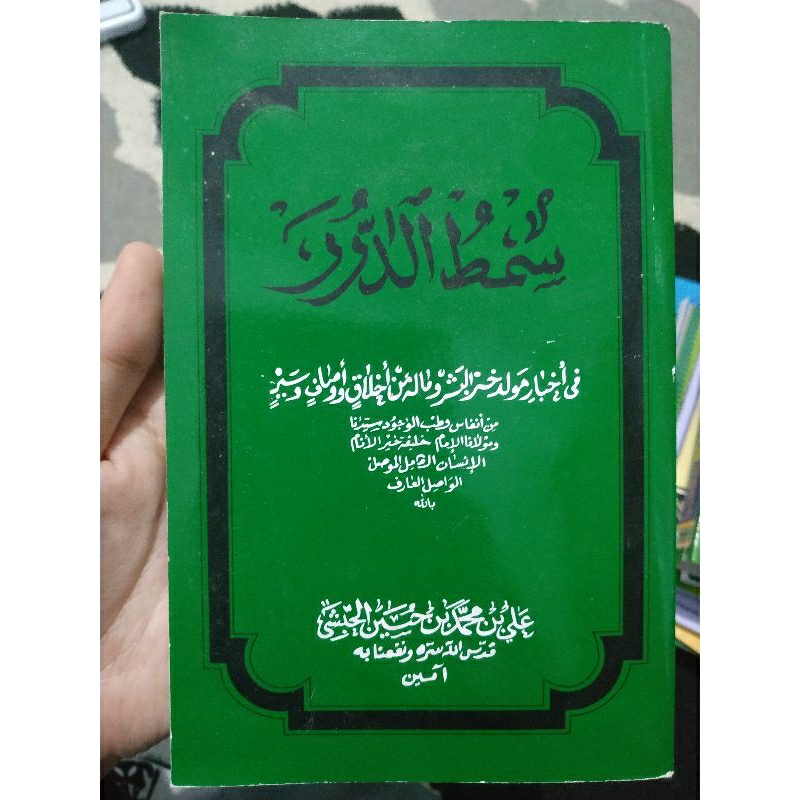 سمط الدرر
في أخبار مولد خير البشر وما له من أخلاق وأوصاف وسير
من أنفاس قطب الوجود سيدنا
ومولانا الإمام خليفة خير الأنام
الإنسان الكامل الموصل
الواصل العارف
بالله
علي بن محمد بن حسين الحبشي
قدس الله سره ونفعنا به
آمين